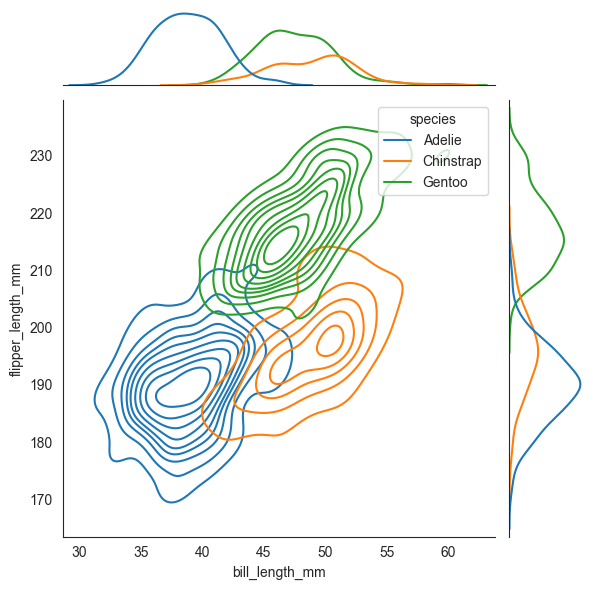 species
Adelie
Chinstrap
Gentoo
230
220
210
200
190
180
170
flipper_length_mm
30 35 40 45 50 55 60
bill_length_mm